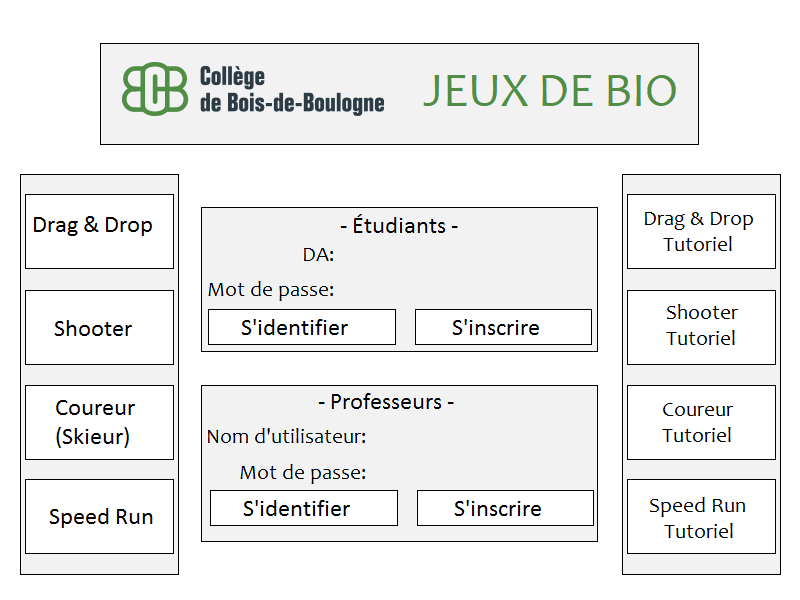 Collège
de Bois-de-Boulogne
JEUX DE BIO
Drag & Drop
Shooter
Coureur
(Skieur)
Speed Run
- Étudiants -
DA:
Mot de passe:
S'identifier
S'inscrire
- Professeurs -
Nom d'utilisateur:
Mot de passe:
S'identifier
S'inscrire
Drag & Drop
Tutoriel
Shooter
Tutoriel
Coureur
Tutoriel
Speed Run
Tutoriel